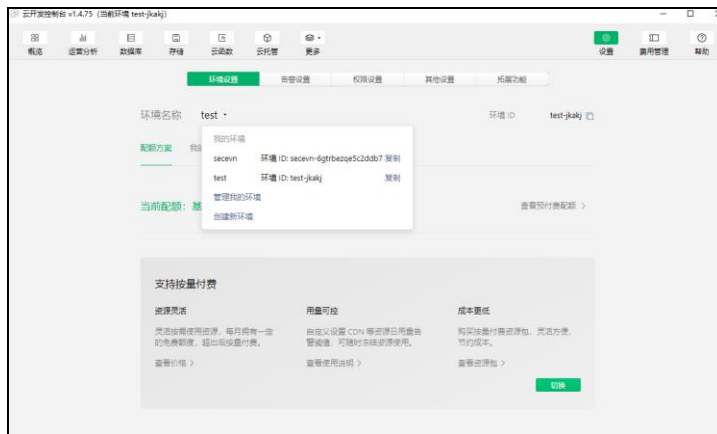 云开发控制台 v1.4.75（当前环境 test-jkakj）
概览 运营分析 数据库 存储 云函数 云托管 更多 设置 费用管理 帮助
环境设置 告警设置 权限设置 其他设置 拓展功能
环境名称 test 环境 ID test-jkakj
配额方案 我的
我的环境
secevn 环境 ID: secevn-6gtrbezqe5c2ddb7 复制
test 环境 ID: test-jkakj 复制
管理我的环境
创建新环境
当前配额：基 查看预付费配额 >
支持按量付费
资源灵活 用量可控 成本更低
灵活按需使用资源，每月拥有一定 自定义设置 CDN 等资源日用量告 购买按量付费资源包，灵活方便，
的免费额度，超出后按量付费。 警阈值，可随时冻结资源使用。 节约成本。
查看价格 > 查看使用说明 > 查看资源包 >
切换